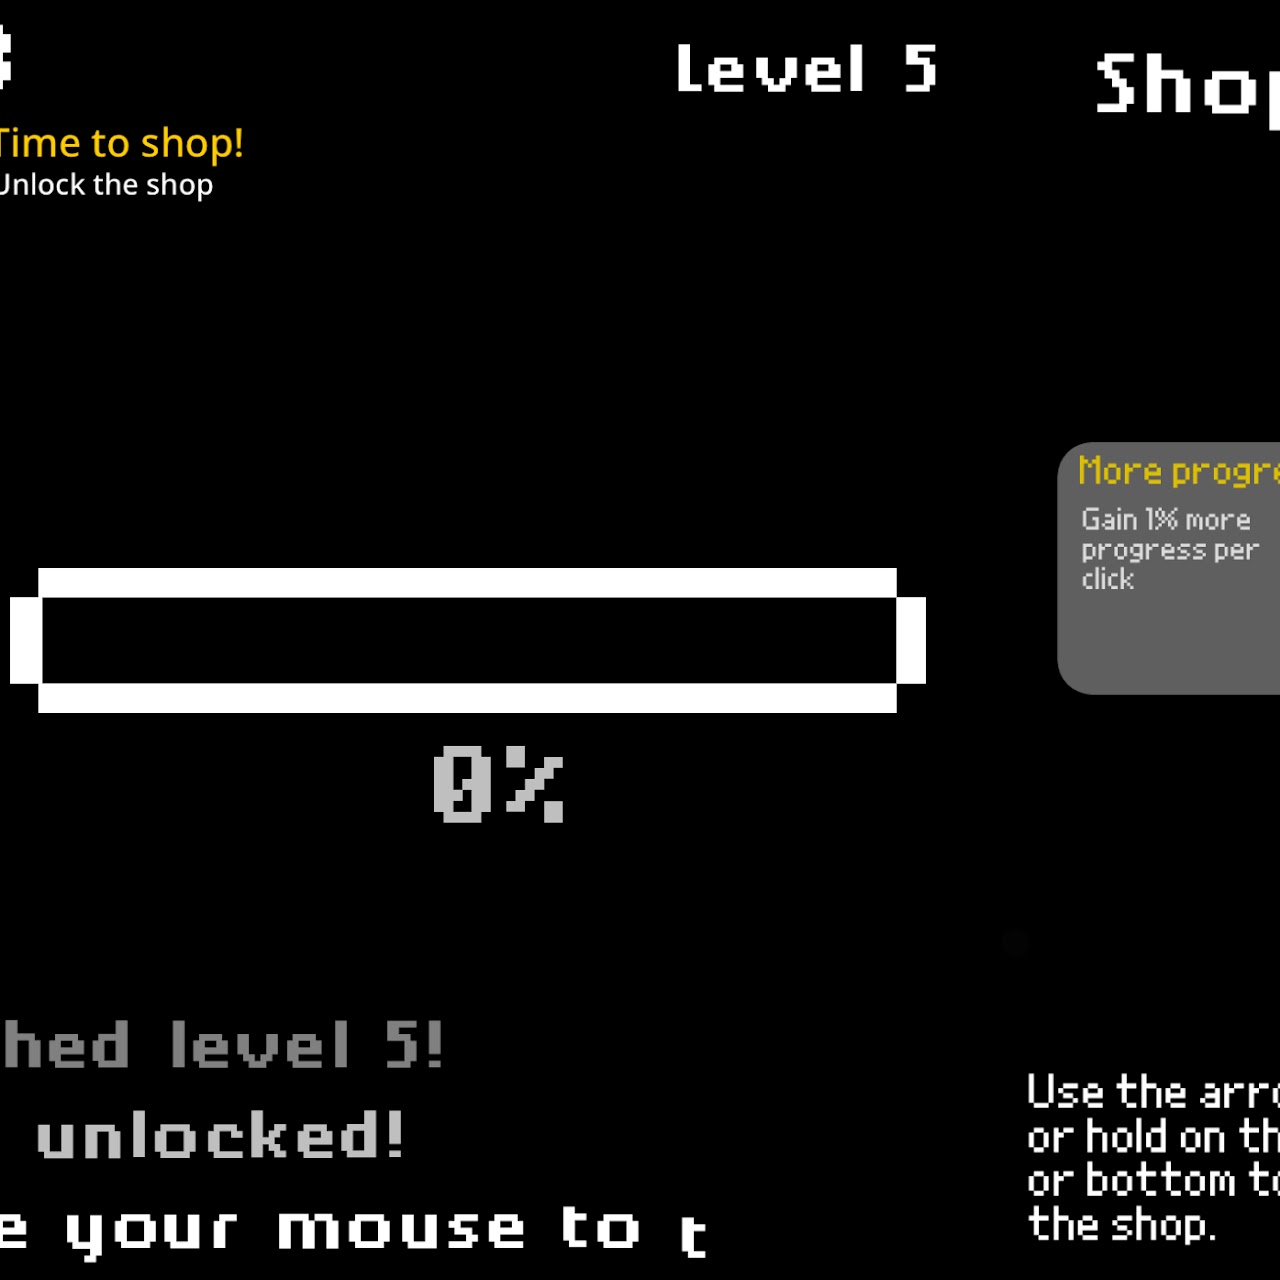 Level 5
Shop
Time to shop!
Unlock the shop
More progre
Gain 1% more
progress per
click
0%
hed level 5!
unlocked!
e your mouse to t
Use the arro
or hold on th
or bottom to
the shop.